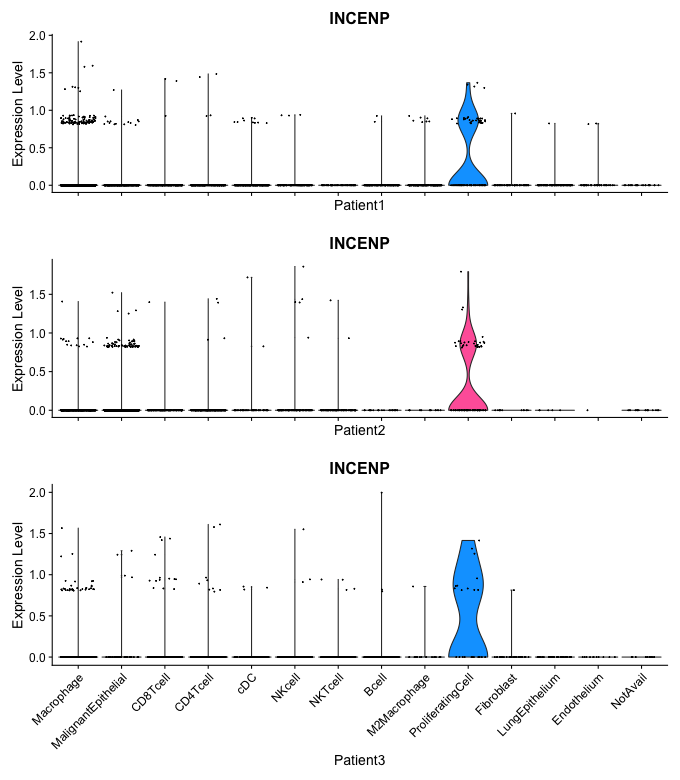 INCENP
Expression Level
2.0
1.5
1.0
0.5
0.0
Patient1
INCENP
Expression Level
1.5
1.0
0.5
0.0
Patient2
INCENP
Expression Level
2.0
1.5
1.0
0.5
0.0
Macrophage
MalignantEpithelial
CD8Tcell
CD4Tcell
cDC
NKcell
NKTcell
Bcell
M2Macrophage
ProliferatingCell
Fibroblast
LungEpithelium
Endothelium
NotAvail
Patient3